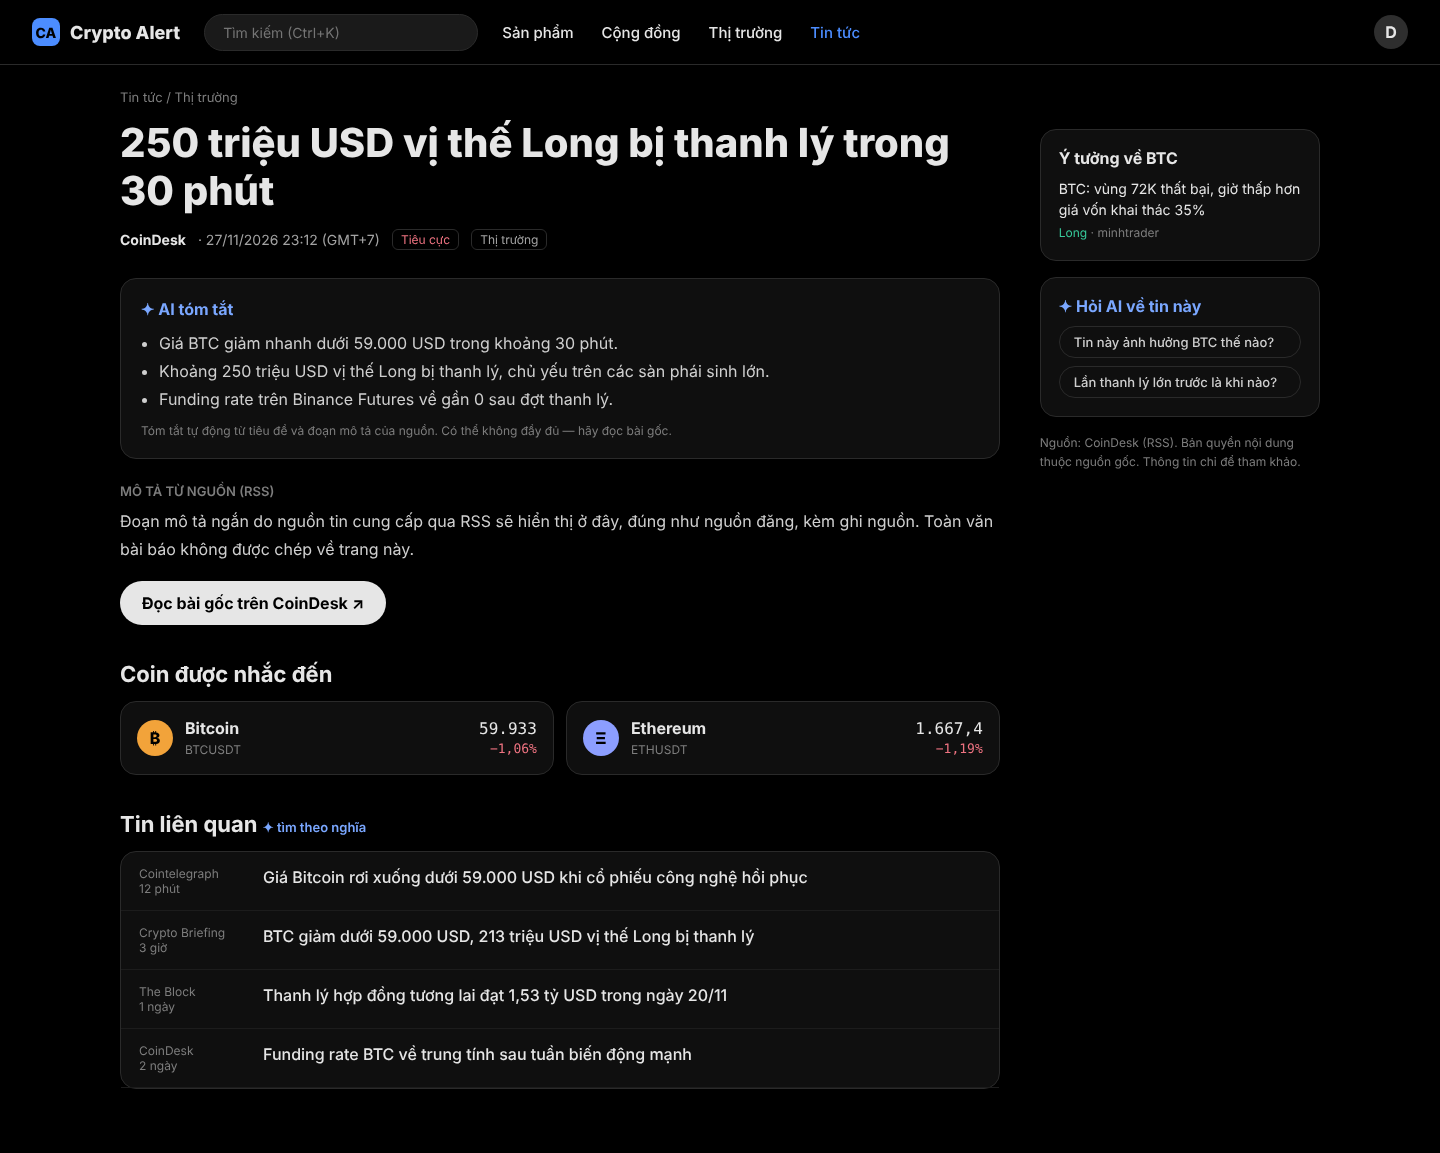 CA Crypto Alert
Tìm kiếm (Ctrl+K)
Sản phẩm
Cộng đồng
Thị trường
Tin tức
D
Tin tức / Thị trường
250 triệu USD vị thế Long bị thanh lý trong
30 phút
CoinDesk · 27/11/2026 23:12 (GMT+7) Tiêu cực Thị trường
✦ AI tóm tắt
• Giá BTC giảm nhanh dưới 59.000 USD trong khoảng 30 phút.
• Khoảng 250 triệu USD vị thế Long bị thanh lý, chủ yếu trên các sàn phái sinh lớn.
• Funding rate trên Binance Futures về gần 0 sau đợt thanh lý.
Tóm tắt tự động từ tiêu đề và đoạn mô tả của nguồn. Có thể không đầy đủ — hãy đọc bài gốc.
MÔ TẢ TỪ NGUỒN (RSS)
Đoạn mô tả ngắn do nguồn tin cung cấp qua RSS sẽ hiển thị ở đây, đúng như nguồn đăng, kèm ghi nguồn. Toàn văn
bài báo không được chép về trang này.
Đọc bài gốc trên CoinDesk ↗
Coin được nhắc đến
Bitcoin 59.933
BTCUSDT −1,06%
Ethereum 1.667,4
ETHUSDT −1,19%
Tin liên quan ✦ tìm theo nghĩa
Cointelegraph
12 phút
Giá Bitcoin rơi xuống dưới 59.000 USD khi cổ phiếu công nghệ hồi phục
Crypto Briefing
3 giờ
BTC giảm dưới 59.000 USD, 213 triệu USD vị thế Long bị thanh lý
The Block
1 ngày
Thanh lý hợp đồng tương lai đạt 1,53 tỷ USD trong ngày 20/11
CoinDesk
2 ngày
Funding rate BTC về trung tính sau tuần biến động mạnh
Ý tưởng về BTC
BTC: vùng 72K thất bại, giờ thấp hơn
giá vốn khai thác 35%
Long · minhtrader
✦ Hỏi AI về tin này
Tin này ảnh hưởng BTC thế nào?
Lần thanh lý lớn trước là khi nào?
Nguồn: CoinDesk (RSS). Bản quyền nội dung
thuộc nguồn gốc. Thông tin chỉ để tham khảo.